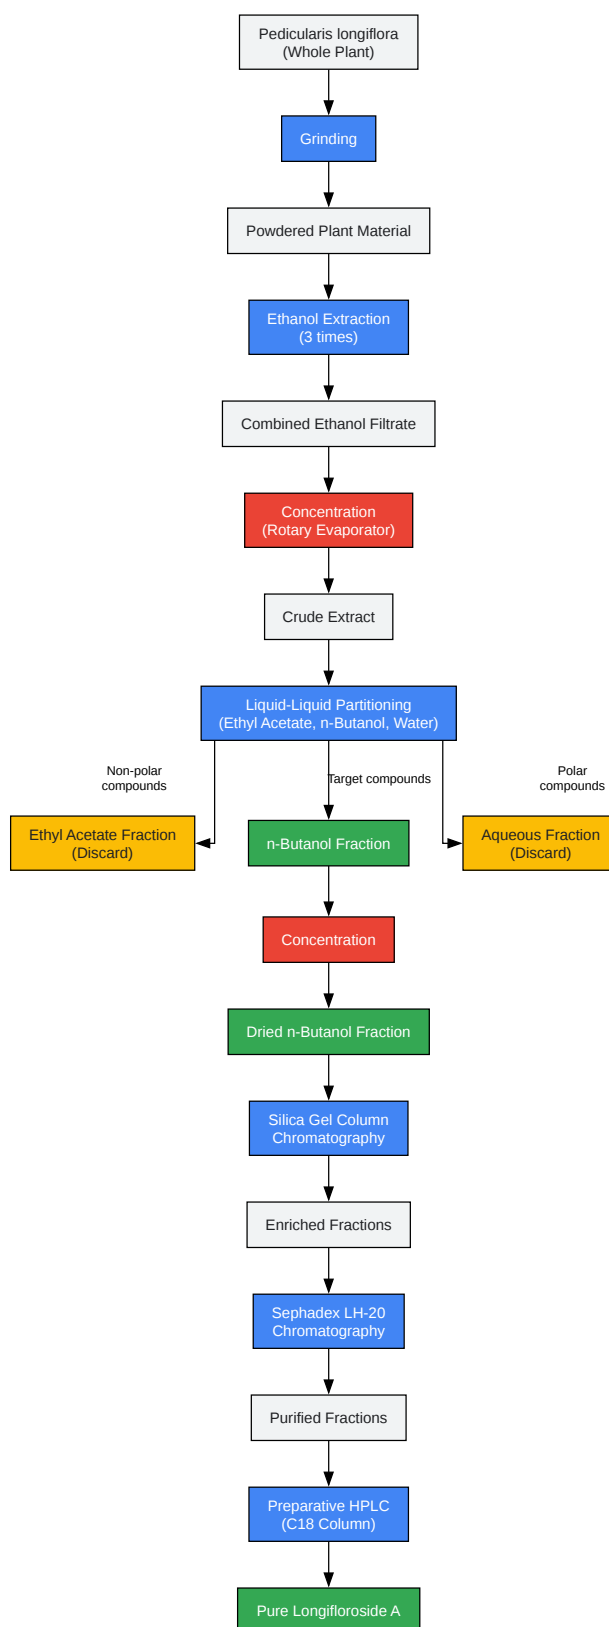 Pedicularis longiflora
(Whole Plant)
Grinding
Powdered Plant Material
Ethanol Extraction
(3 times)
Combined Ethanol Filtrate
Concentration
(Rotary Evaporator)
Crude Extract
Liquid-Liquid Partitioning
(Ethyl Acetate, n-Butanol, Water)
Non-polar
compounds
Target compounds
Polar
compounds
Ethyl Acetate Fraction
(Discard)
n-Butanol Fraction
Aqueous Fraction
(Discard)
Concentration
Dried n-Butanol Fraction
Silica Gel Column
Chromatography
Enriched Fractions
Sephadex LH-20
Chromatography
Purified Fractions
Preparative HPLC
(C18 Column)
Pure Longifloroside A